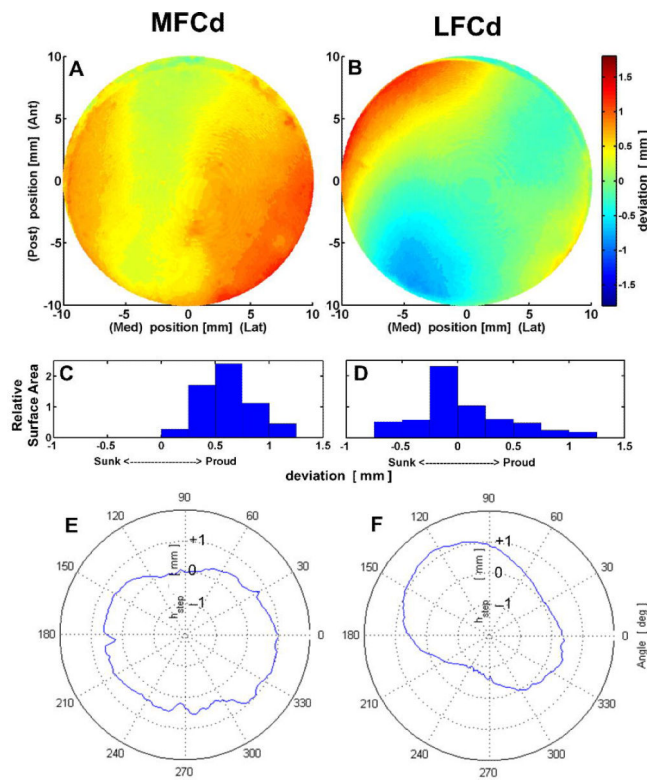 MFCd LFCd
A
B
10
5
0
-5
-10
(Post) position [mm] (Ant)
-10 -5 0 5 10
(Med) position [mm] (Lat)
10
5
0
-5
-10
-5 0 5 10
(Med) position [mm] (Lat)
1.5
1
0.5
0
-0.5
-1
-1.5
deviation [ mm ]
C
D
Relative
Surface Area
2
1
0
-1 -0.5 0 0.5 1 1.5
-1 -0.5 0 0.5 1 1.5
Sunk <------------------> Proud
Sunk <------------------> Proud
deviation [ mm ]
E
90
120 60
150 30
180 0
210 330
240 300
270
+1
0
−1
h step [ mm ]
F
90
120 60
150 30
180 0
210 330
240 300
270
+1
0
−1
h step [ mm ]
Angle [ deg ]